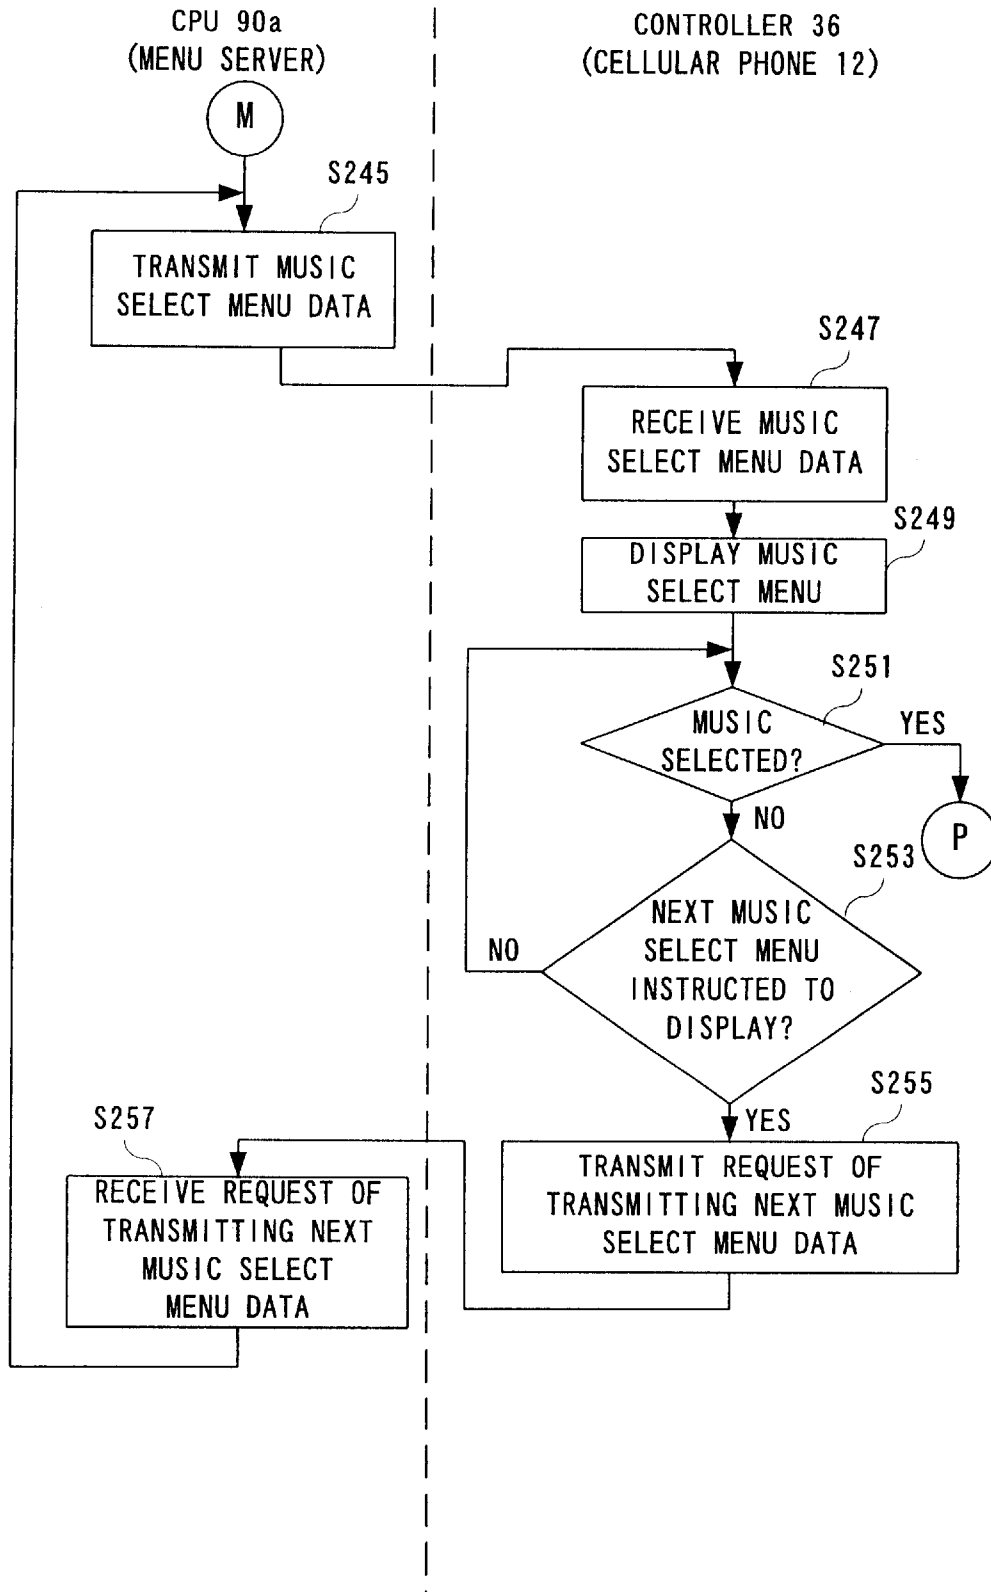 CPU 90a
(MENU SERVER)
CONTROLLER 36
(CELLULAR PHONE 12)
M
S245
TRANSMIT MUSIC
SELECT MENU DATA
S247
RECEIVE MUSIC
SELECT MENU DATA
S249
DISPLAY MUSIC
SELECT MENU
S251
MUSIC
SELECTED?
YES
P
NO
S253
NEXT MUSIC
SELECT MENU
INSTRUCTED TO
DISPLAY?
NO
YES
S255
TRANSMIT REQUEST OF
TRANSMITTING NEXT MUSIC
SELECT MENU DATA
S257
RECEIVE REQUEST OF
TRANSMITTING NEXT
MUSIC SELECT
MENU DATA